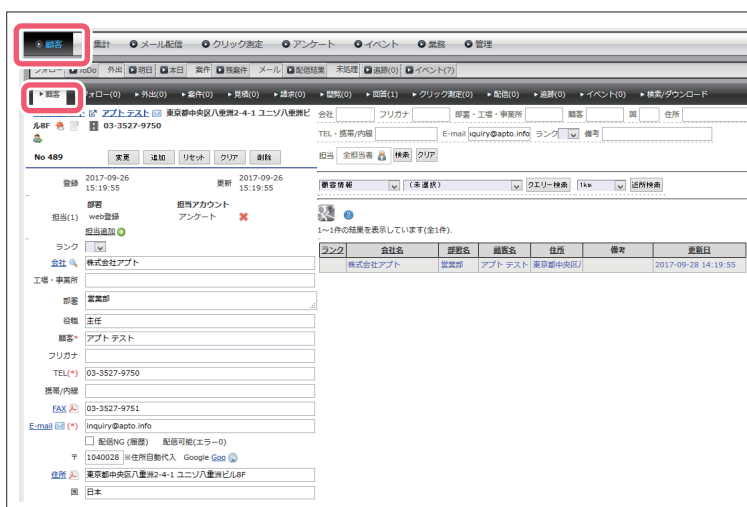 顧客 集計 メール配信 クリック測定 アンケート イベント 業務 管理
フォロー ToDo 外出 明日 本日 案件 残案件 メール 配信結果 未処理 追跡(0) イベント(7)
顧客 フォロー(0) 外出(0) 案件(0) 見積(0) 請求(0) 閲覧(0) 回答(1) クリック測定(0) 配信(0) 追跡(0) イベント(0) 検索/ダウンロード
アプト テスト 東京都中央区八重洲2-4-1 ユニゾ八重洲ビ
ル8F 03-3527-9750
No 489 変更 追加 リセット クリア 削除
登録 2017-09-26 15:19:55 更新 2017-09-26 15:19:55
部署 担当アカウント
担当(1) web登録 アンケート
担当追加
ランク
会社 株式会社アプト
工場・事業所
部署 営業部
役職 主任
顧客* アプト テスト
フリガナ
TEL(*) 03-3527-9750
携帯/内線
FAX 03-3527-9751
E-mail (*) inquiry@apto.info
配信NG (履歴) 配信可能(エラー0)
〒 1040028 ※住所自動代入 Google Goo
住所 東京都中央区八重洲2-4-1 ユニゾ八重洲ビル8F
国 日本
会社 フリガナ 部署・工場・事業所 顧客 国 住所
TEL・携帯/内線 E-mail iquiry@apto.info ランク 備考
担当 全担当者 検索 クリア
顧客情報 (未選択) クエリー検索 1km 近所検索
1～1件の結果を表示しています(全1件).
ランク 会社名 部署名 顧客名 住所 備考 更新日
株式会社アプト 営業部 アプト テスト 東京都中央区 2017-09-28 14:19:55